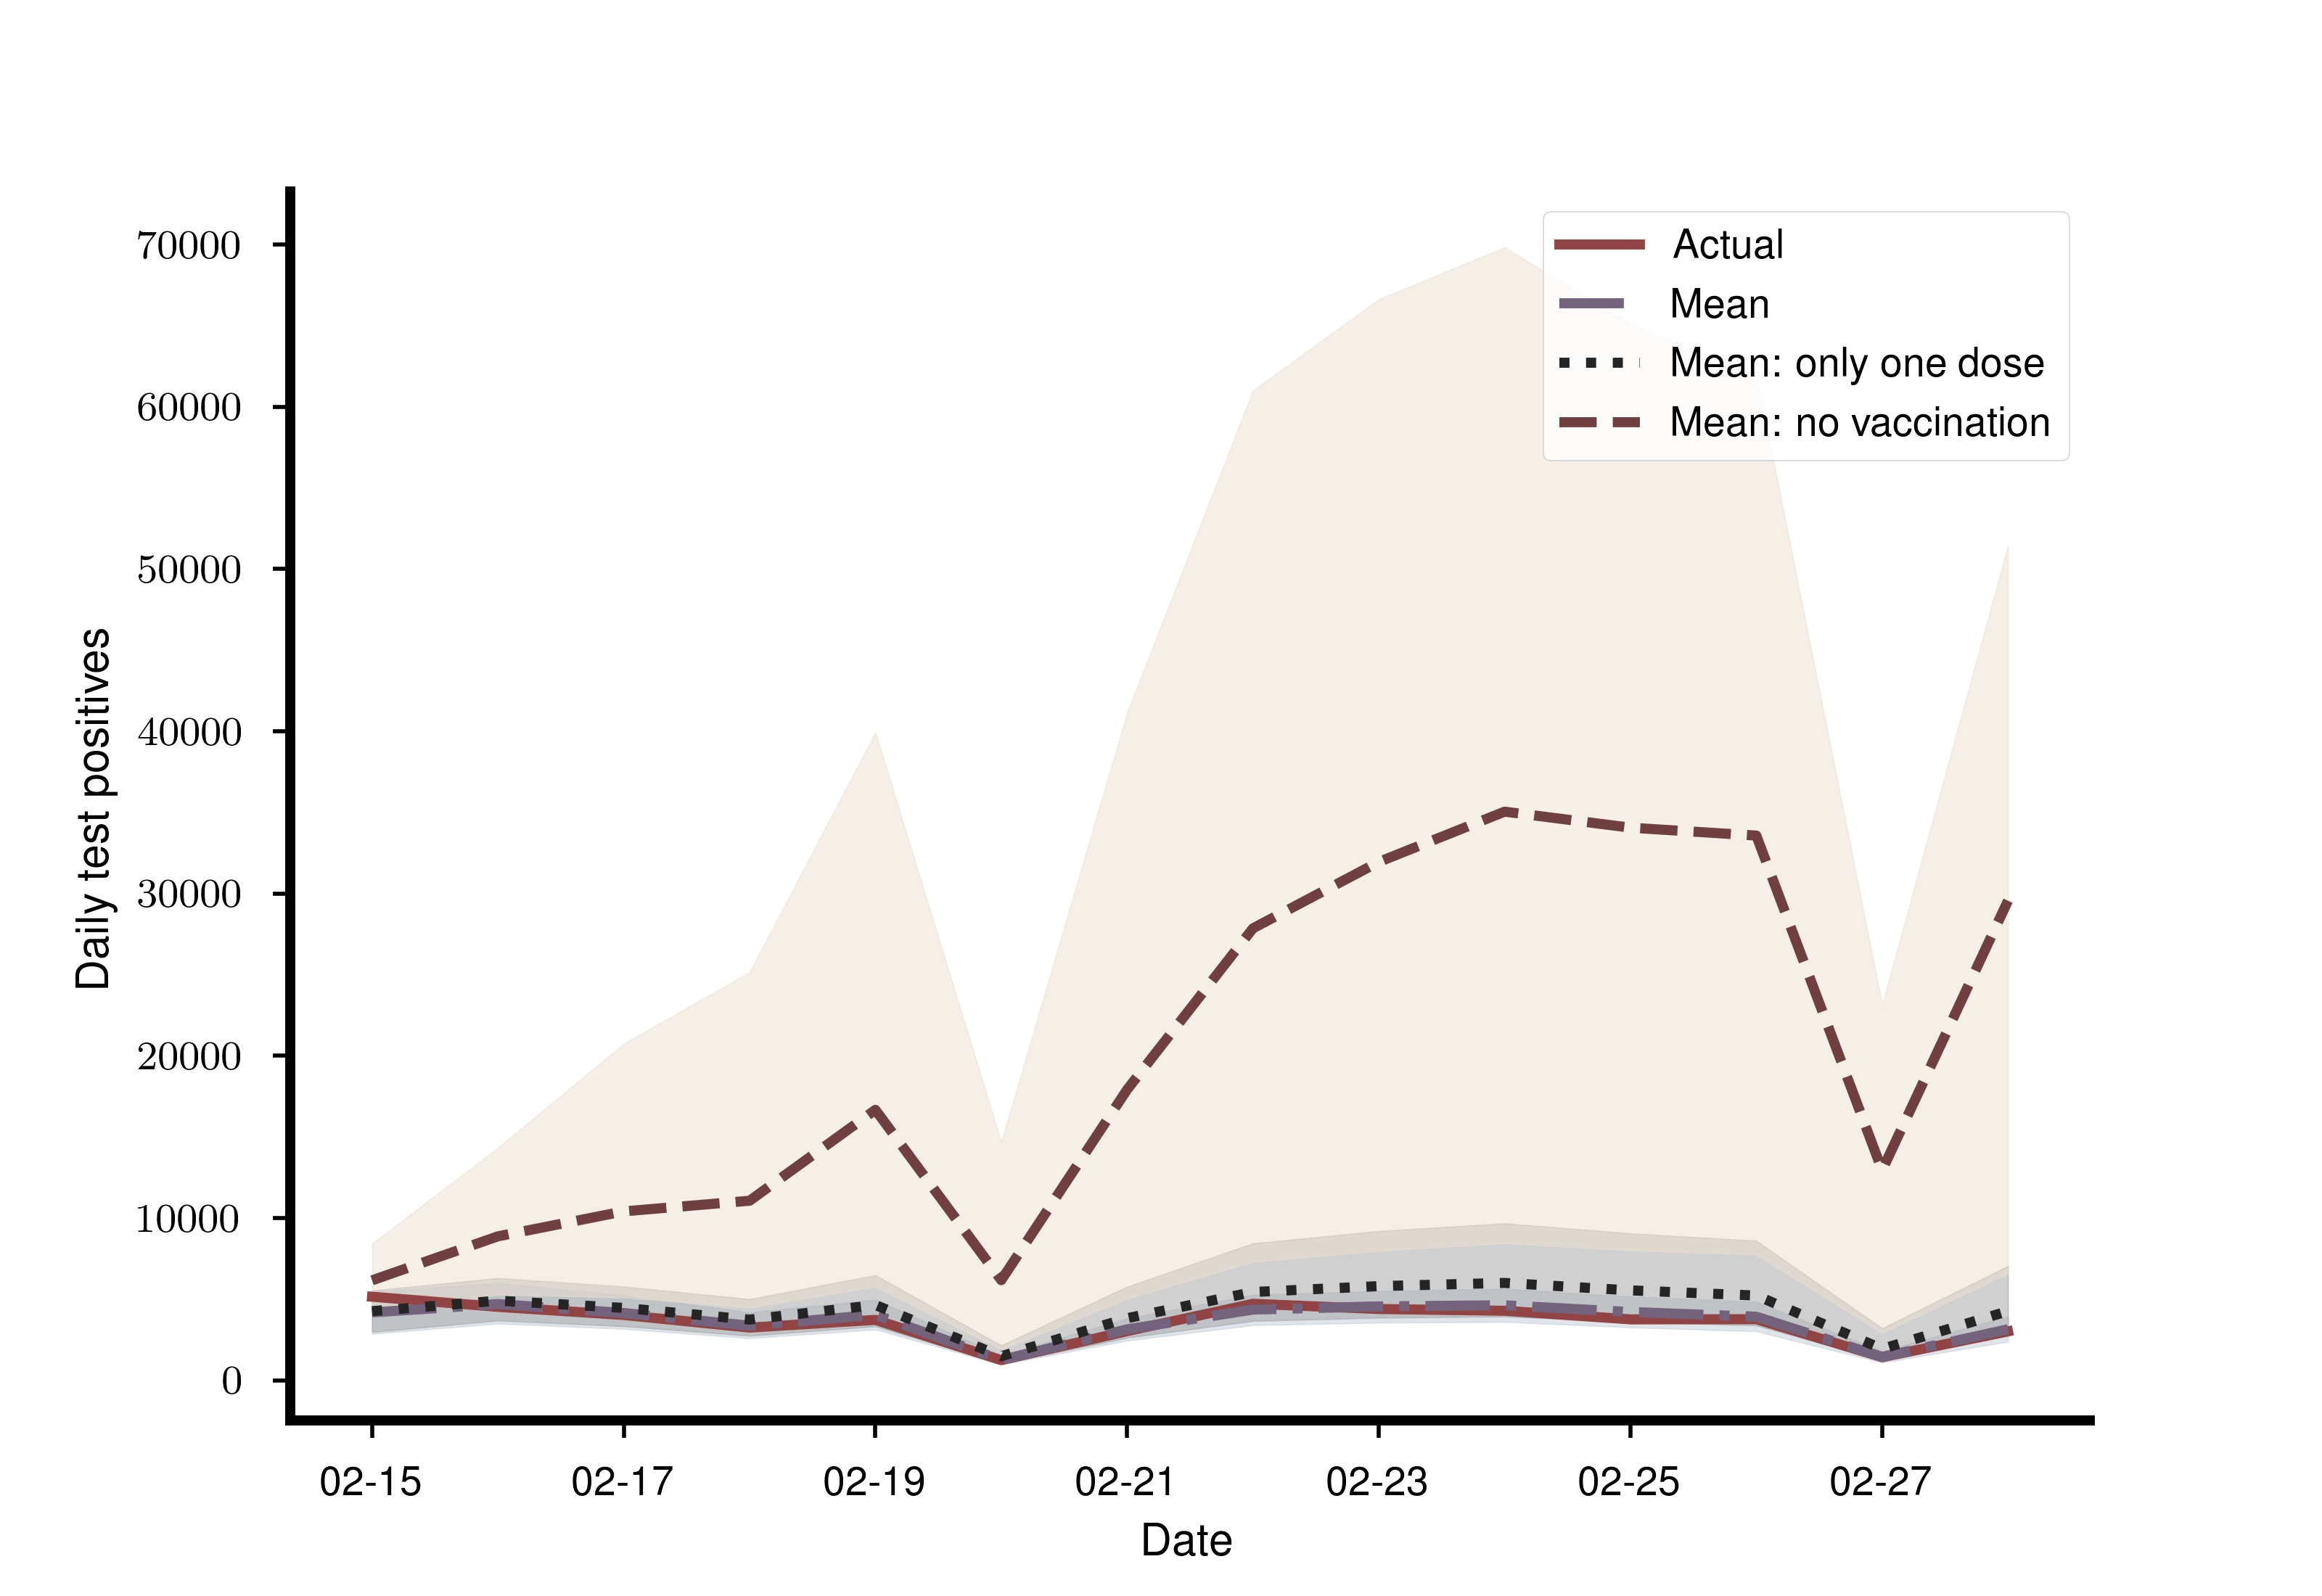 70000
60000
50000
40000
30000
20000
10000
0
Daily test positives
Actual
Mean
Mean: only one dose
Mean: no vaccination
02-15 02-17 02-19 02-21 02-23 02-25 02-27
Date